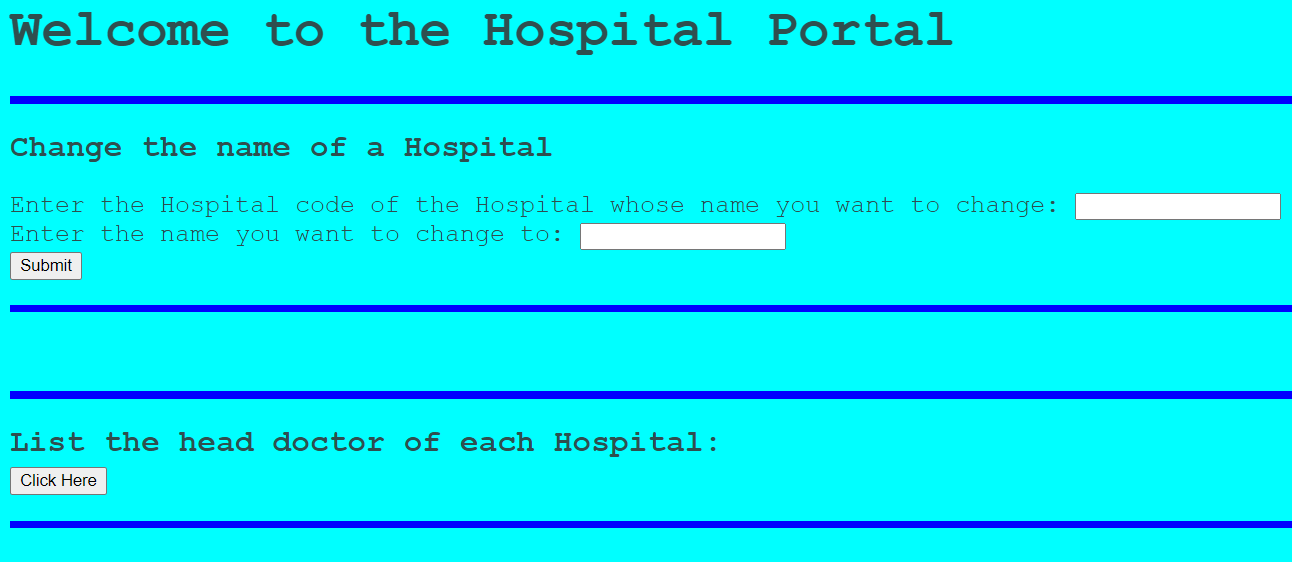 Welcome to the Hospital Portal
Change the name of a Hospital
Enter the Hospital code of the Hospital whose name you want to change:
Enter the name you want to change to:
Submit
List the head doctor of each Hospital:
Click Here